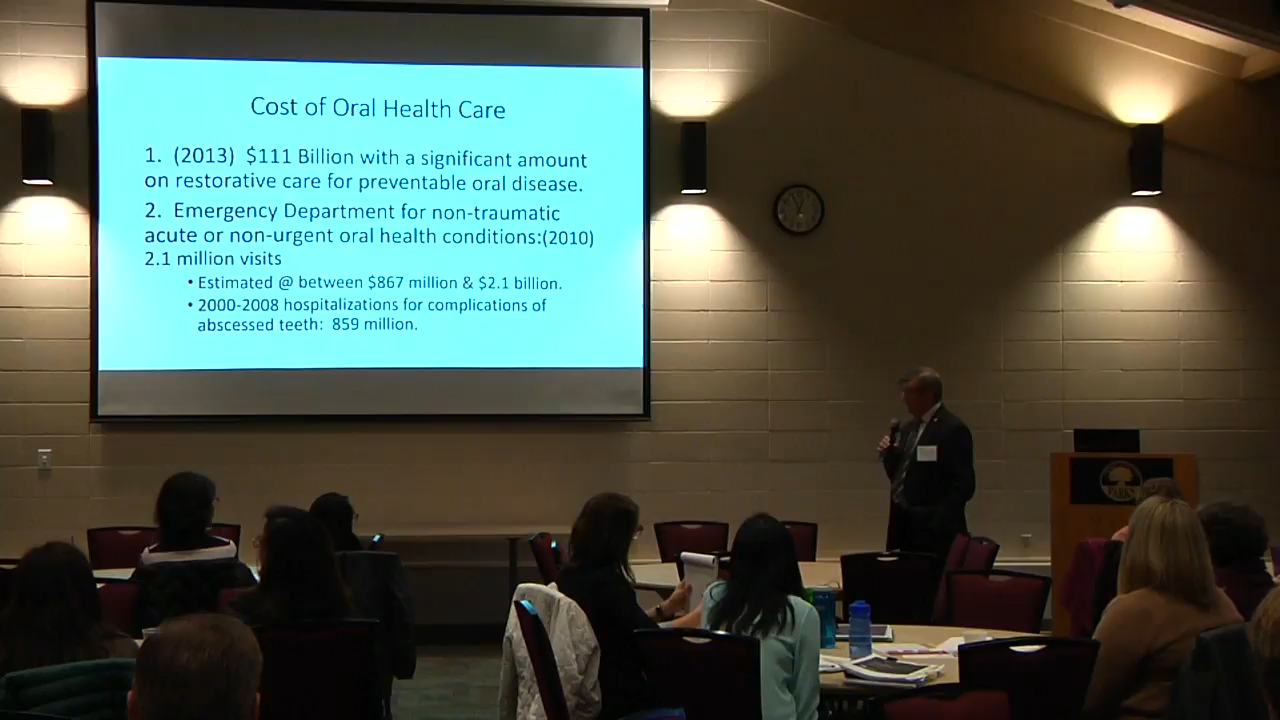 Cost of Oral Health Care
1. (2013) $111 Billion with a significant amount
on restorative care for preventable oral disease.
2. Emergency Department for non-traumatic
acute or non-urgent oral health conditions:(2010)
2.1 million visits
• Estimated @ between $867 million & $2.1 billion.
• 2000-2008 hospitalizations for complications of
abscessed teeth: 859 million.
PARKS